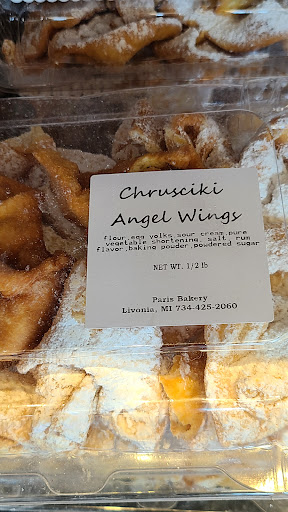 Chrusciki
Angel Wings
flour,egg yolks,sour cream,pure
vegetable shortening, salt, rum
flavor,baking powder,powdered sugar
NET WT. 1/2 lb
Paris Bakery
Livonia, MI 734-425-2060